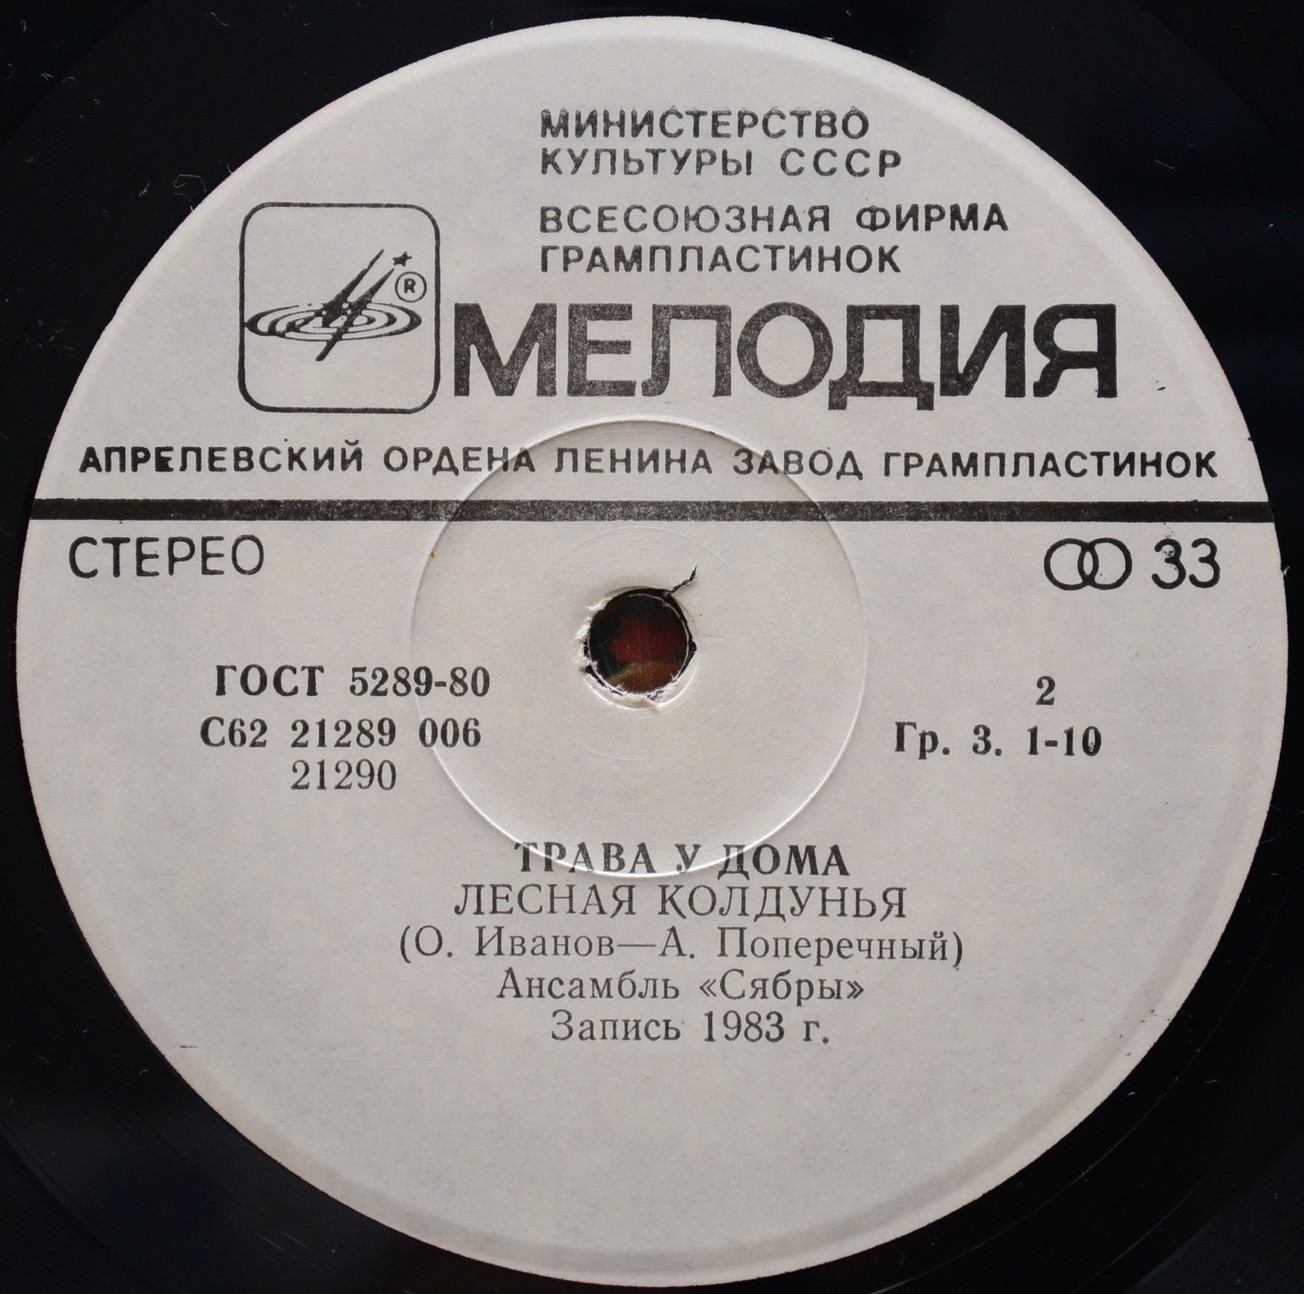 МИНИСТЕРСТВО
КУЛЬТУРЫ СССР
ВСЕСОЮЗНАЯ ФИРМА
ГРАМПЛАСТИНОК
®
МЕЛОДИЯ
АПРЕЛЕВСКИЙ ОРДЕНА ЛЕНИНА ЗАВОД ГРАМПЛАСТИНОК
СТЕРЕО 33
ГОСТ 5289-80
2
С62 21289 006
Гр. 3. 1-10
21290
ТРАВА У ДОМА
ЛЕСНАЯ КОЛДУНЬЯ
(О. Иванов—А. Поперечный)
Ансамбль «Сябры»
Запись 1983 г.